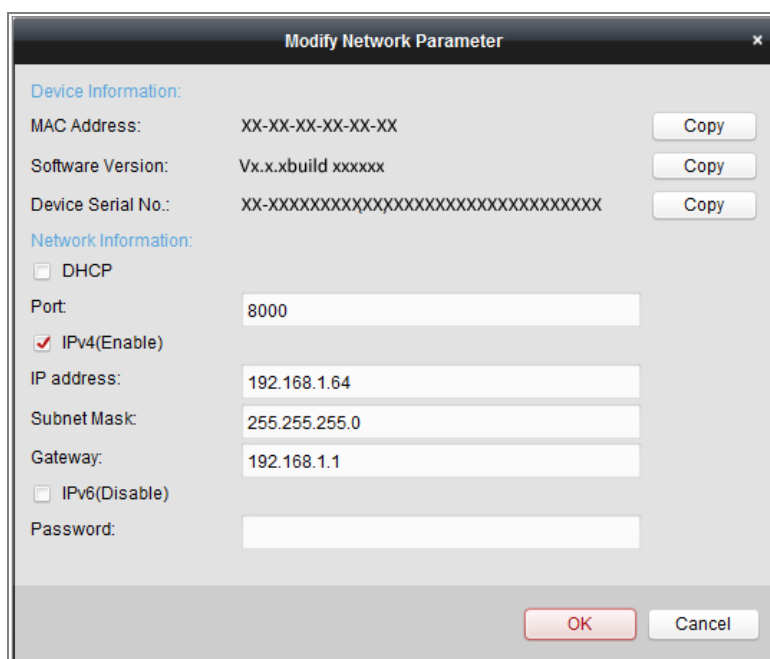 Modify Network Parameter ×
Device Information:
MAC Address: XX-XX-XX-XX-XX-XX Copy
Software Version: Vx.x.xbuild xxxxxx Copy
Device Serial No.: XX-XXXXXXXXXXXXXXXXXXXXXXXXXXXXXXXXX Copy
Network Information:
DHCP
Port: 8000
IPv4(Enable)
IP address: 192.168.1.64
Subnet Mask: 255.255.255.0
Gateway: 192.168.1.1
IPv6(Disable)
Password:
OK Cancel